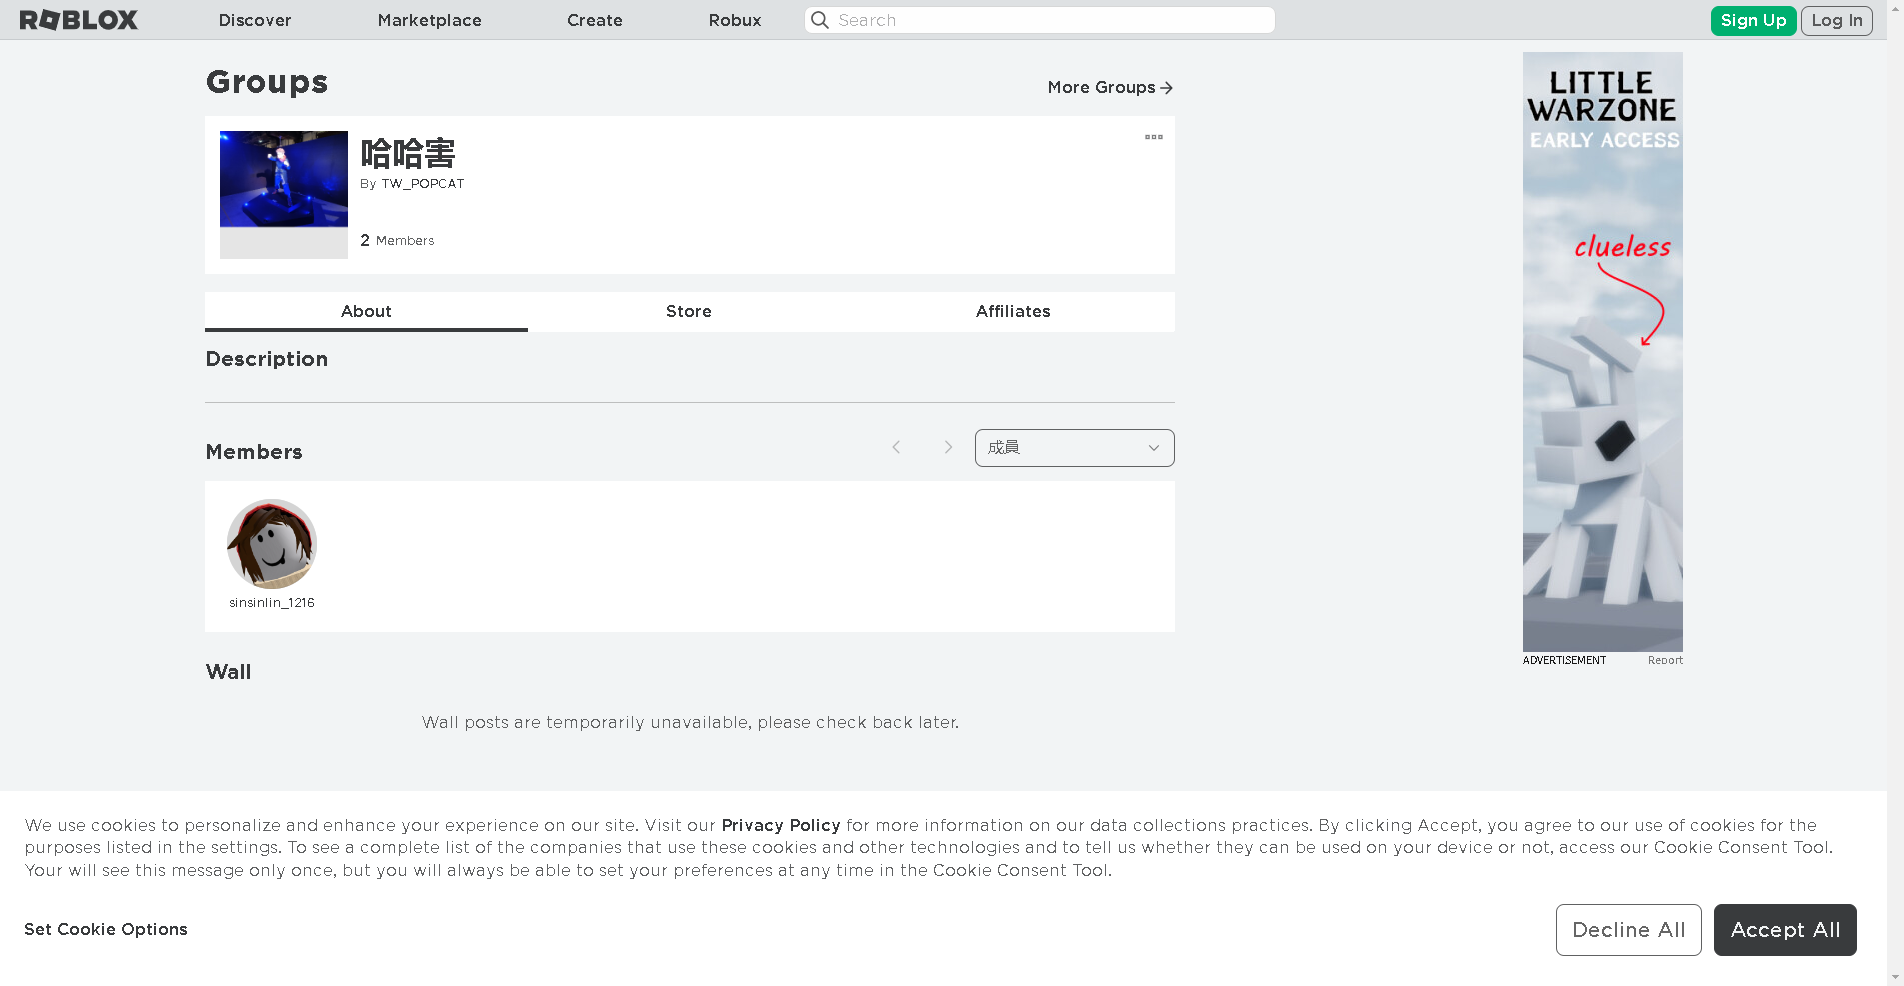 ROBLOX
Discover
Marketplace
Create
Robux
Search
Sign Up
Log In
Groups
More Groups
哈哈害
By TW_POPCAT
2 Members
About
Store
Affiliates
Description
Members
成員
sinsinlin_1216
Wall
Wall posts are temporarily unavailable, please check back later.
LITTLE
WARZONE
EARLY ACCESS
clueless
ADVERTISEMENT
Report
We use cookies to personalize and enhance your experience on our site. Visit our Privacy Policy for more information on our data collections practices. By clicking Accept, you agree to our use of cookies for the
purposes listed in the settings. To see a complete list of the companies that use these cookies and other technologies and to tell us whether they can be used on your device or not, access our Cookie Consent Tool.
Your will see this message only once, but you will always be able to set your preferences at any time in the Cookie Consent Tool.
Set Cookie Options
Decline All
Accept All